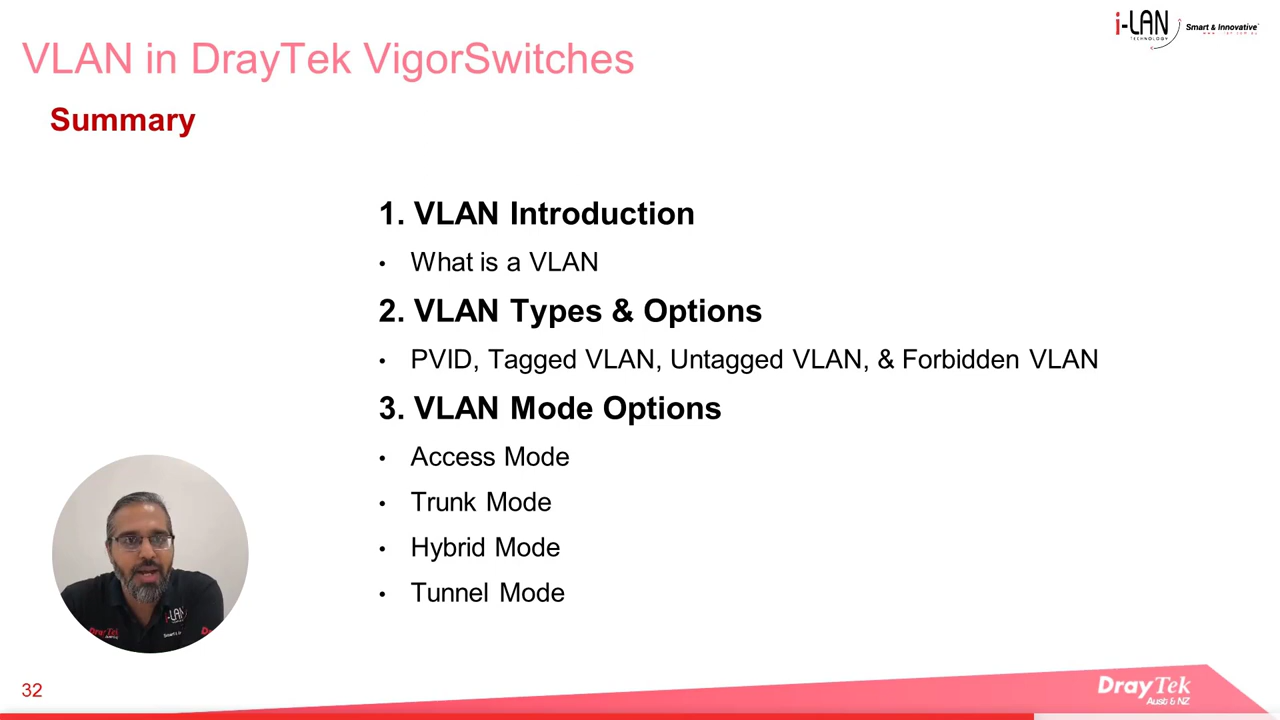 i-LAN
TECHNOLOGY
Smart & Innovative
VLAN in DrayTek VigorSwitches
Summary
1. VLAN Introduction
• What is a VLAN
2. VLAN Types & Options
• PVID, Tagged VLAN, Untagged VLAN, & Forbidden VLAN
3. VLAN Mode Options
• Access Mode
• Trunk Mode
• Hybrid Mode
• Tunnel Mode
i-LAN
DrayTek
32
DrayTek
Aust & NZ